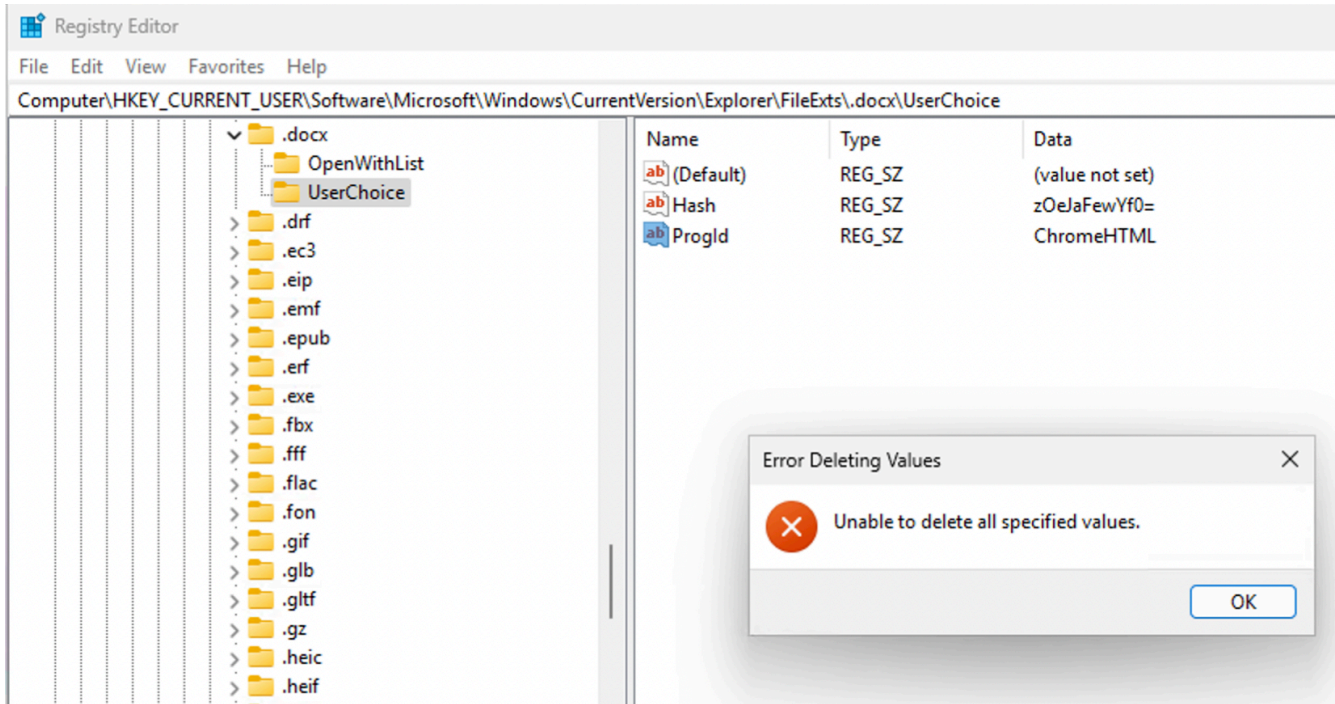 Registry Editor
File Edit View Favorites Help
Computer\HKEY_CURRENT_USER\Software\Microsoft\Windows\CurrentVersion\Explorer\FileExts\.docx\UserChoice
.docx
OpenWithList
UserChoice
.drf
.ec3
.eip
.emf
.epub
.erf
.exe
.fbx
.fff
.flac
.fon
.gif
.glb
.gltf
.gz
.heic
.heif
Name Type Data
ab (Default) REG_SZ (value not set)
ab Hash REG_SZ zOeJaFewYf0=
ab ProgId REG_SZ ChromeHTML
Error Deleting Values
Unable to delete all specified values.
OK